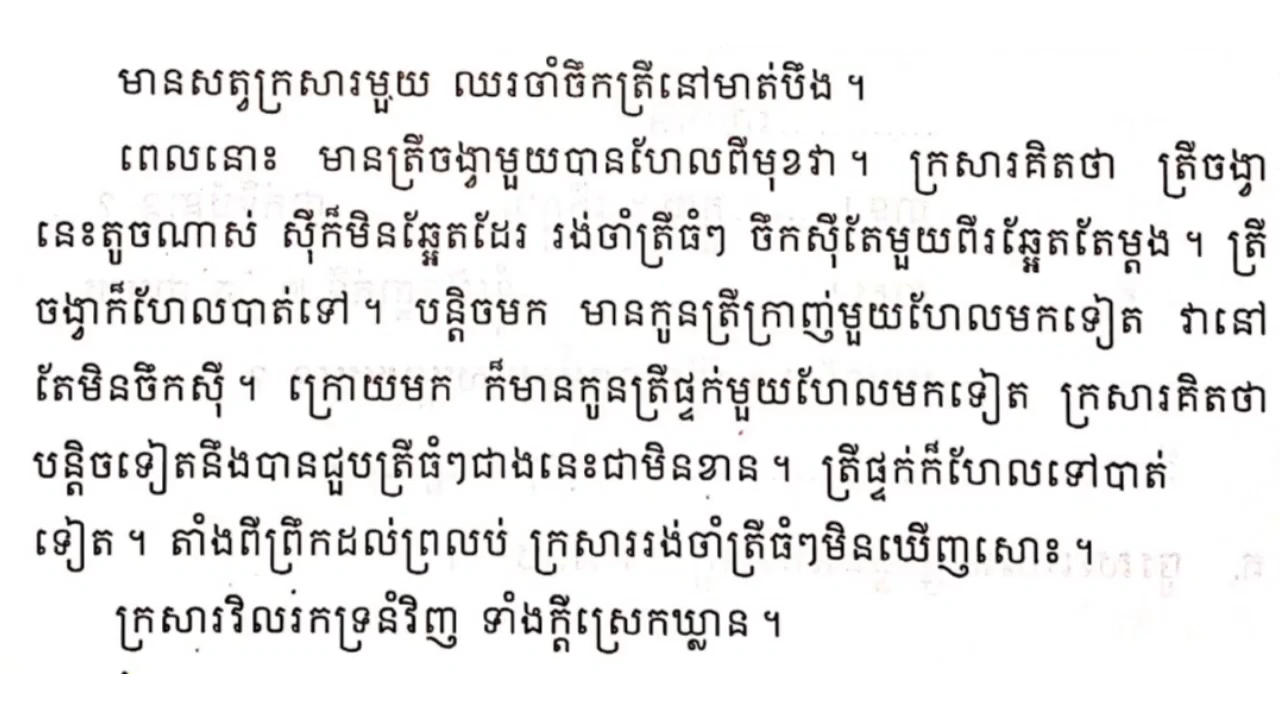 មានសត្វក្រសារមួយ ឈរចាំចឹកត្រីនៅមាត់បឹង ។
ពេលនោះ មានត្រីចង្វាមួយបានហែលពីមុខវា ។ ក្រសារគិតថា ត្រីចង្វា
នេះតូចណាស់ ស៊ីក៏មិនឆ្អែតដែរ រង់ចាំត្រីធំៗ ចឹកស៊ីតែមួយពីរឆ្អែតតែម្តង ។ ត្រី
ចង្វាក៏ហែលបាត់ទៅ ។ បន្តិចមក មានកូនត្រីក្រាញ់មួយហែលមកទៀត វានៅ
តែមិនចឹកស៊ី ។ ក្រោយមក ក៏មានកូនត្រីផ្ទក់មួយហែលមកទៀត ក្រសារគិតថា
បន្តិចទៀតនឹងបានជួបត្រីធំៗជាងនេះជាមិនខាន ។ ត្រីផ្ទក់ក៏ហែលទៅបាត់
ទៀត ។ តាំងពីព្រឹកដល់ព្រលប់ ក្រសាររង់ចាំត្រីធំៗមិនឃើញសោះ ។
ក្រសារវិលរកទ្រនំវិញ ទាំងក្តីស្រេកឃ្លាន ។